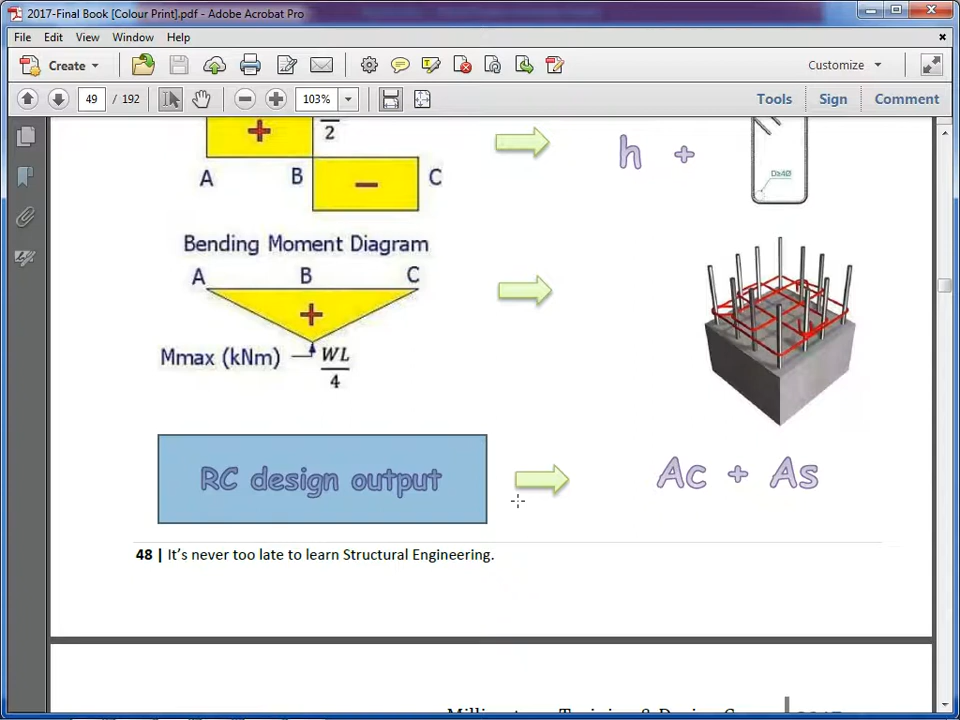 2017-Final Book [Colour Print].pdf - Adobe Acrobat Pro
File Edit View Window Help
Create
Customize
49 / 192
103%
Tools Sign Comment
+ 2
h +
A B C
−
D≥4Ø
Bending Moment Diagram
A B C
+
Mmax (kNm) WL
4
RC design output
Ac + As
48 | It's never too late to learn Structural Engineering.